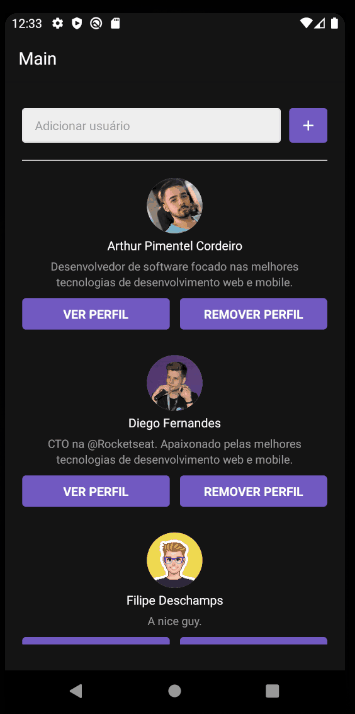 12:33
Main
Adicionar usuário
+
Arthur Pimentel Cordeiro
Desenvolvedor de software focado nas melhores
tecnologias de desenvolvimento web e mobile.
VER PERFIL REMOVER PERFIL
Diego Fernandes
CTO na @Rocketseat. Apaixonado pelas melhores
tecnologias de desenvolvimento web e mobile.
VER PERFIL REMOVER PERFIL
Filipe Deschamps
A nice guy.